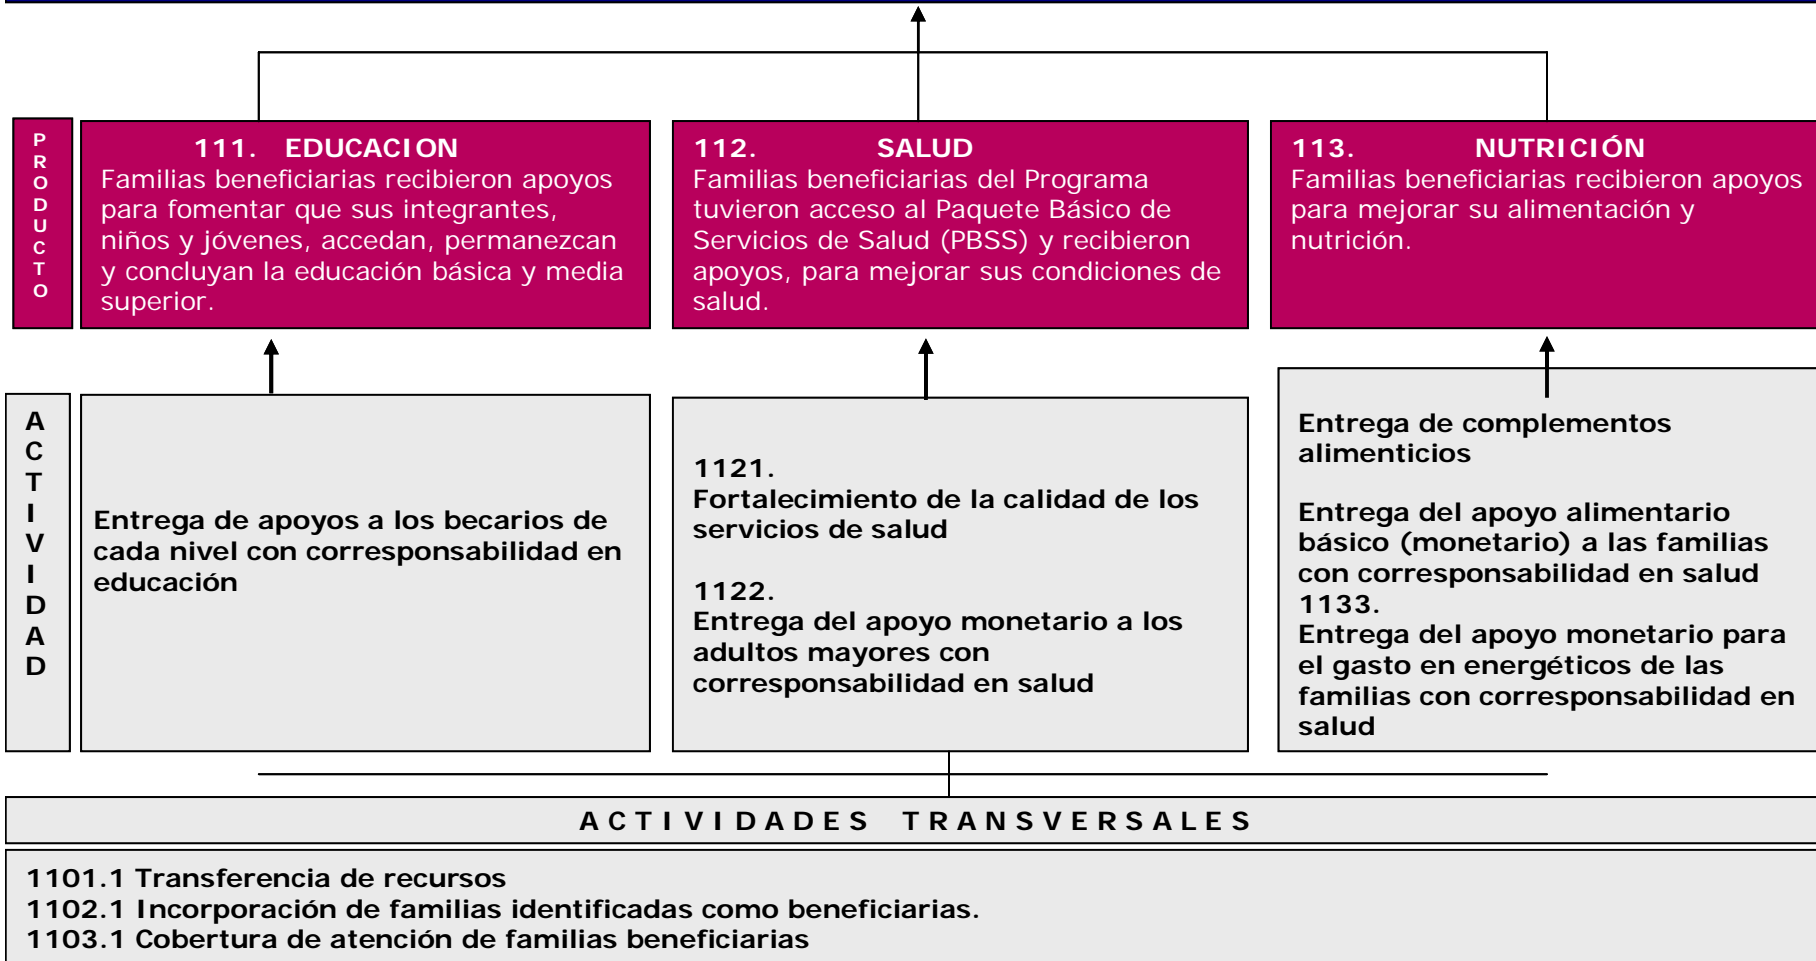 PRODUCTO
111. EDUCACION
Familias beneficiarias recibieron apoyos
para fomentar que sus integrantes,
niños y jóvenes, accedan, permanezcan
y concluyan la educación básica y media
superior.
112. SALUD
Familias beneficiarias del Programa
tuvieron acceso al Paquete Básico de
Servicios de Salud (PBSS) y recibieron
apoyos, para mejorar sus condiciones de
salud.
113. NUTRICIÓN
Familias beneficiarias recibieron apoyos
para mejorar su alimentación y
nutrición.
ACTIVIDAD
Entrega de apoyos a los becarios de
cada nivel con corresponsabilidad en
educación
1121.
Fortalecimiento de la calidad de los
servicios de salud
1122.
Entrega del apoyo monetario a los
adultos mayores con
corresponsabilidad en salud
Entrega de complementos
alimenticios
Entrega del apoyo alimentario
básico (monetario) a las familias
con corresponsabilidad en salud
1133.
Entrega del apoyo monetario para
el gasto en energéticos de las
familias con corresponsabilidad en
salud
ACTIVIDADES TRANSVERSALES
1101.1 Transferencia de recursos
1102.1 Incorporación de familias identificadas como beneficiarias.
1103.1 Cobertura de atención de familias beneficiarias